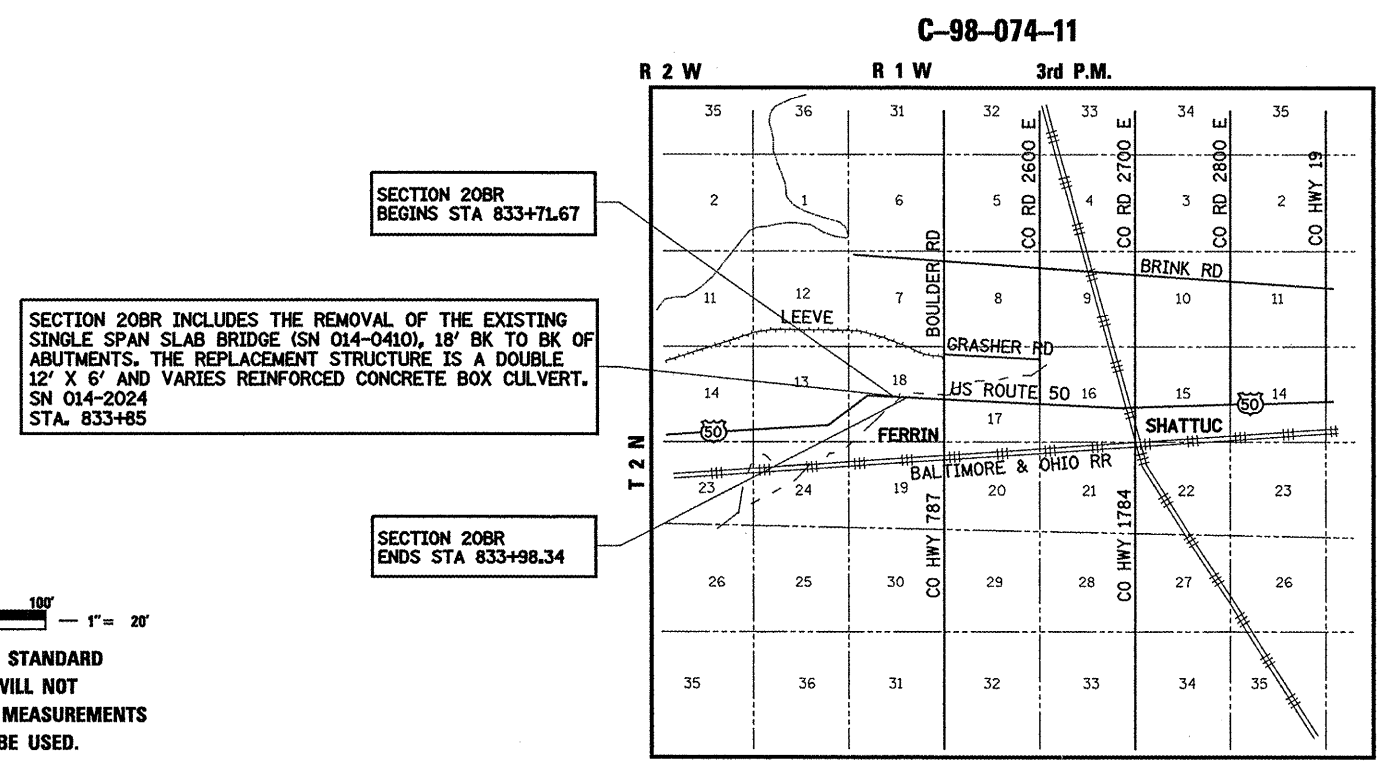 C-98-074-11
R 2 W R 1 W 3rd P.M.
35 36 31 32 33 34 35
SECTION 20BR
BEGINS STA 833+71.67
2 1 6 5 4 3 2
BOULDER RD
CO RD 2600 E
CO RD 2700 E
CO RD 2800 E
CO HWY 19
BRINK RD
11 12 7 8 9 10 11
LEEVE
GRASHER RD
SECTION 20BR INCLUDES THE REMOVAL OF THE EXISTING
SINGLE SPAN SLAB BRIDGE (SN 014-0410), 18' BK TO BK OF
ABUTMENTS. THE REPLACEMENT STRUCTURE IS A DOUBLE
12' X 6' AND VARIES REINFORCED CONCRETE BOX CULVERT.
SN 014-2024
STA. 833+85
14 13 18 17 16 15 14
US ROUTE 50
50
50
FERRIN
SHATTUC
T 2 N
BALTIMORE & OHIO RR
23 24 19 20 21 22 23
CO HWY 787
CO HWY 1784
SECTION 20BR
ENDS STA 833+98.34
26 25 30 29 28 27 26
35 36 31 32 33 34 35
100'
1"= 20'
STANDARD
WILL NOT
MEASUREMENTS
BE USED.